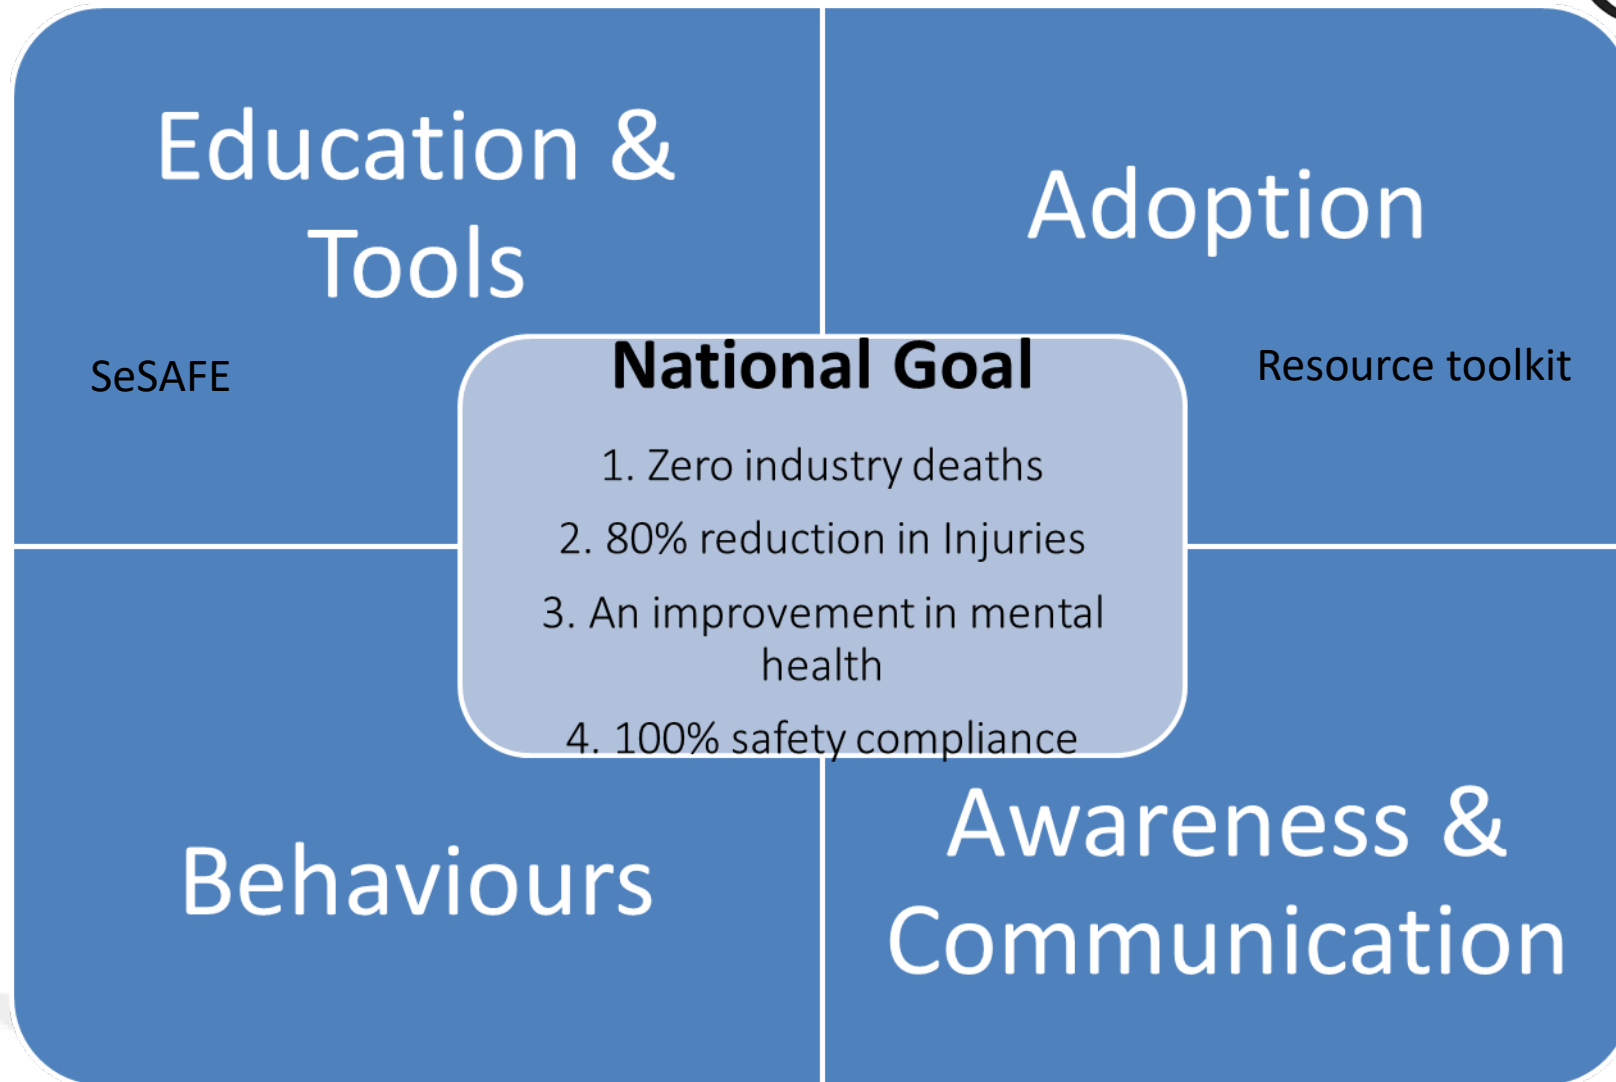 Education &
Tools
SeSAFE
Adoption
Resource toolkit
National Goal
1. Zero industry deaths
2. 80% reduction in Injuries
3. An improvement in mental
health
4. 100% safety compliance
Behaviours
Awareness &
Communication